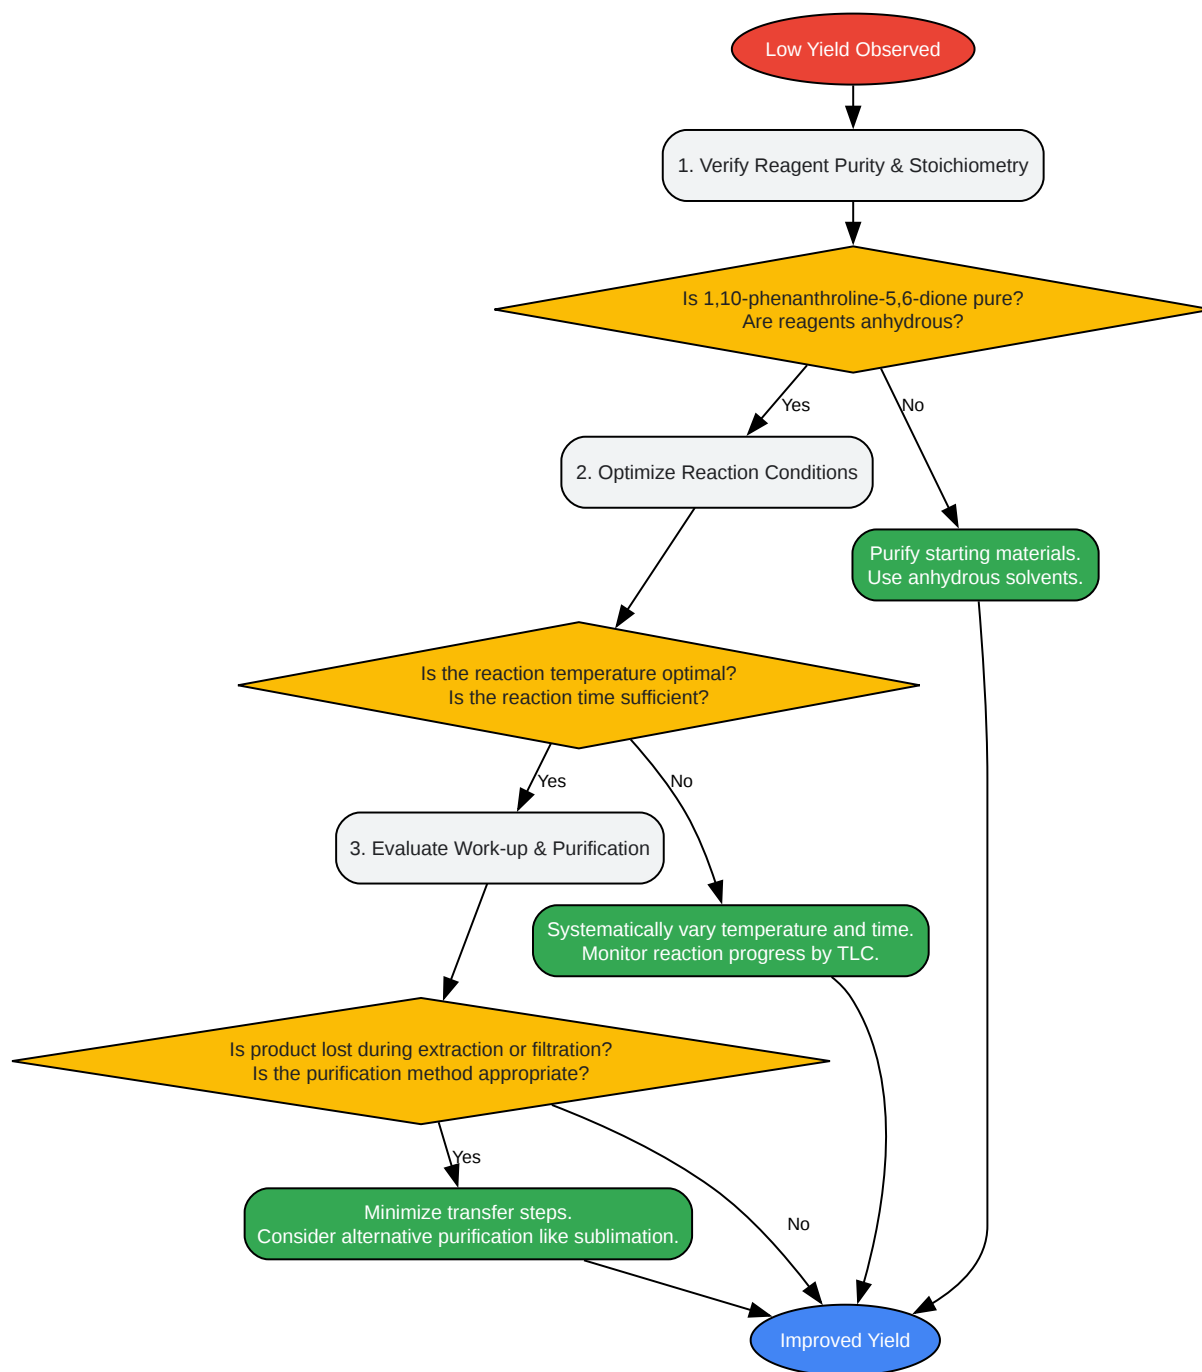 Low Yield Observed
1. Verify Reagent Purity & Stoichiometry
Is 1,10-phenanthroline-5,6-dione pure?
Are reagents anhydrous?
Yes
No
2. Optimize Reaction Conditions
Purify starting materials.
Use anhydrous solvents.
Is the reaction temperature optimal?
Is the reaction time sufficient?
Yes
No
3. Evaluate Work-up & Purification
Systematically vary temperature and time.
Monitor reaction progress by TLC.
Is product lost during extraction or filtration?
Is the purification method appropriate?
Yes
No
Minimize transfer steps.
Consider alternative purification like sublimation.
Improved Yield